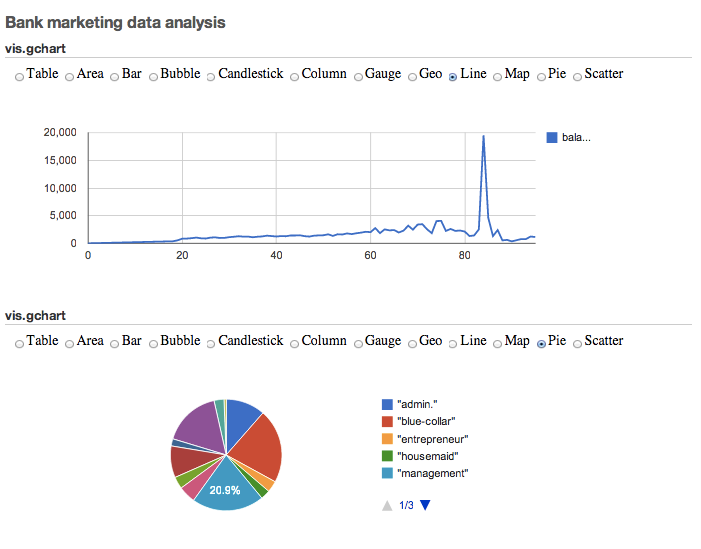 Bank marketing data analysis
vis.gchart
Table Area Bar Bubble Candlestick Column Gauge Geo Line Map Pie Scatter
20,000
15,000
10,000
5,000
0
0 20 40 60 80
bala...
vis.gchart
Table Area Bar Bubble Candlestick Column Gauge Geo Line Map Pie Scatter
20.9%
"admin."
"blue-collar"
"entrepreneur"
"housemaid"
"management"
1/3